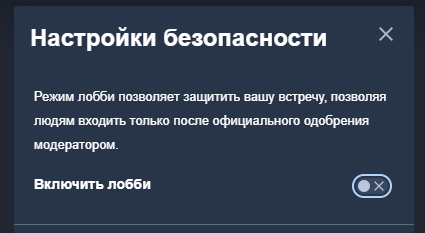 Настройки безопасности
Режим лобби позволяет защитить вашу встречу, позволяя
людям входить только после официального одобрения
модератором.
Включить лобби